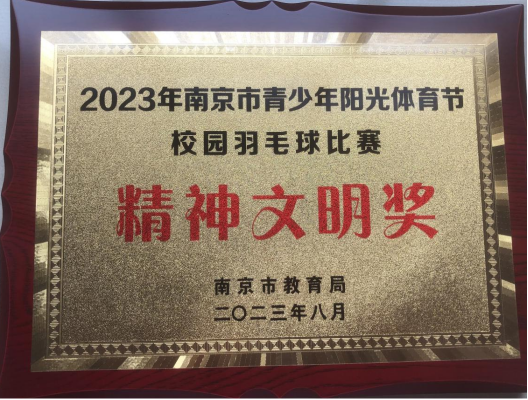 2023年南京市青少年阳光体育节
校园羽毛球比赛
精神文明奖
南京市教育局
二〇二三年八月